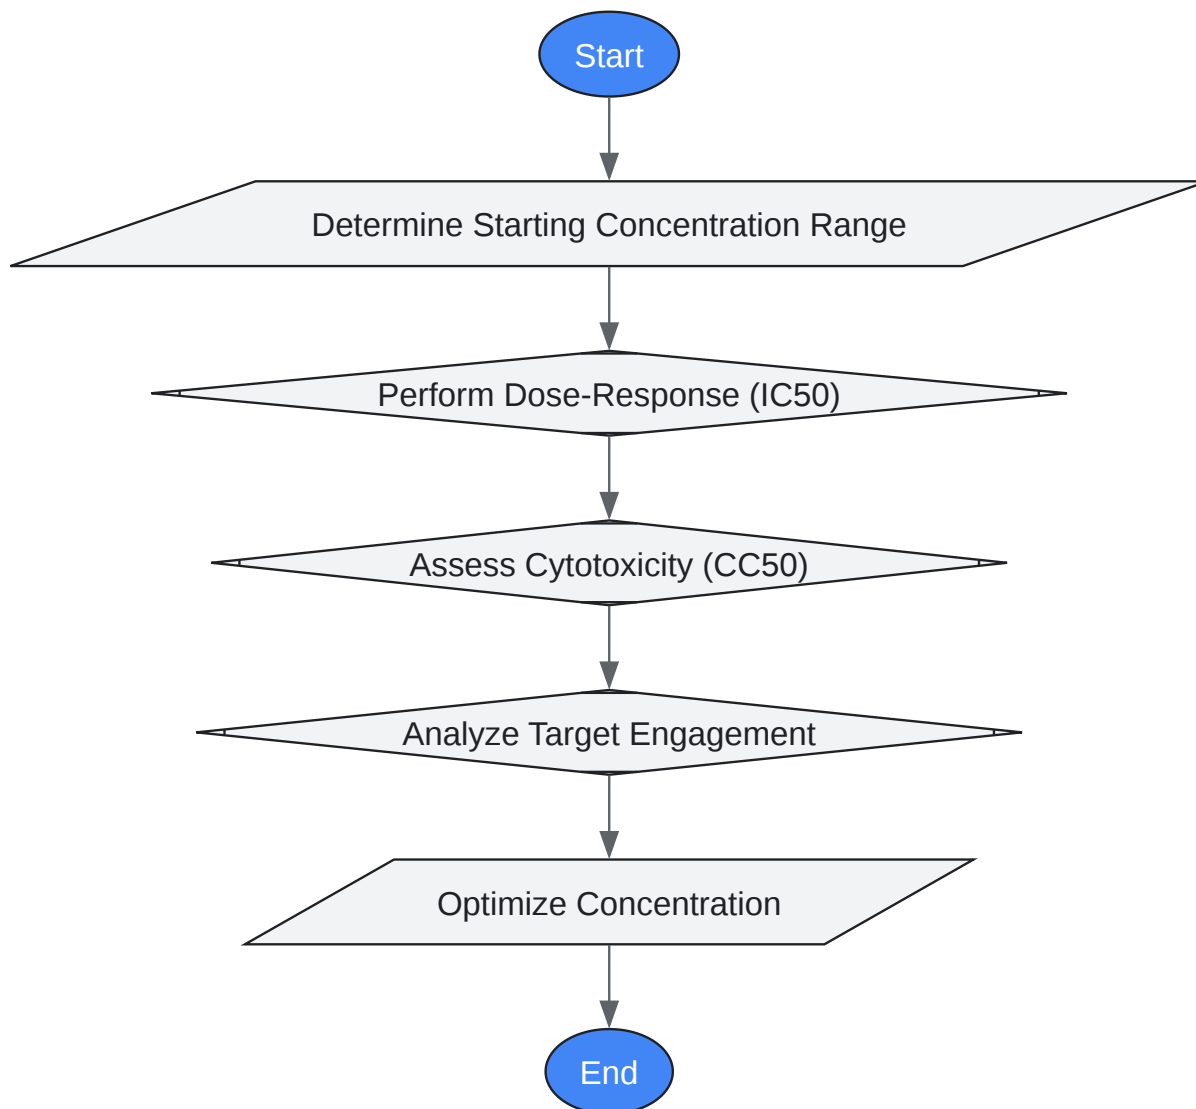 Start
Determine Starting Concentration Range
Perform Dose-Response (IC50)
Assess Cytotoxicity (CC50)
Analyze Target Engagement
Optimize Concentration
End